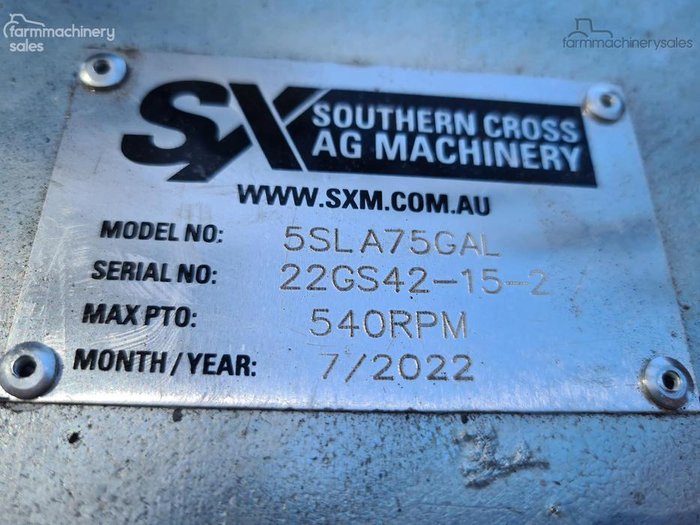 farmmachinery
sales
farmmachinerysales
SX SOUTHERN CROSS
AG MACHINERY
WWW.SXM.COM.AU
MODEL NO: 5SLA75GAL
SERIAL NO: 22GS42-15-2
MAX PTO: 540RPM
MONTH/YEAR: 7/2022